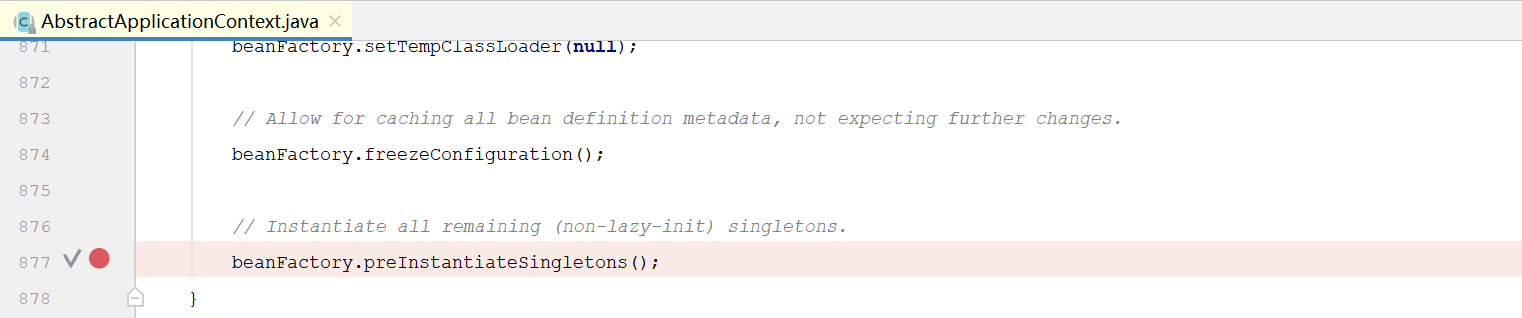 AbstractApplicationContext.java
871 beanFactory.setTempClassLoader(null);
872
873 // Allow for caching all bean definition metadata, not expecting further changes.
874 beanFactory.freezeConfiguration();
875
876 // Instantiate all remaining (non-lazy-init) singletons.
877 beanFactory.preInstantiateSingletons();
878 }